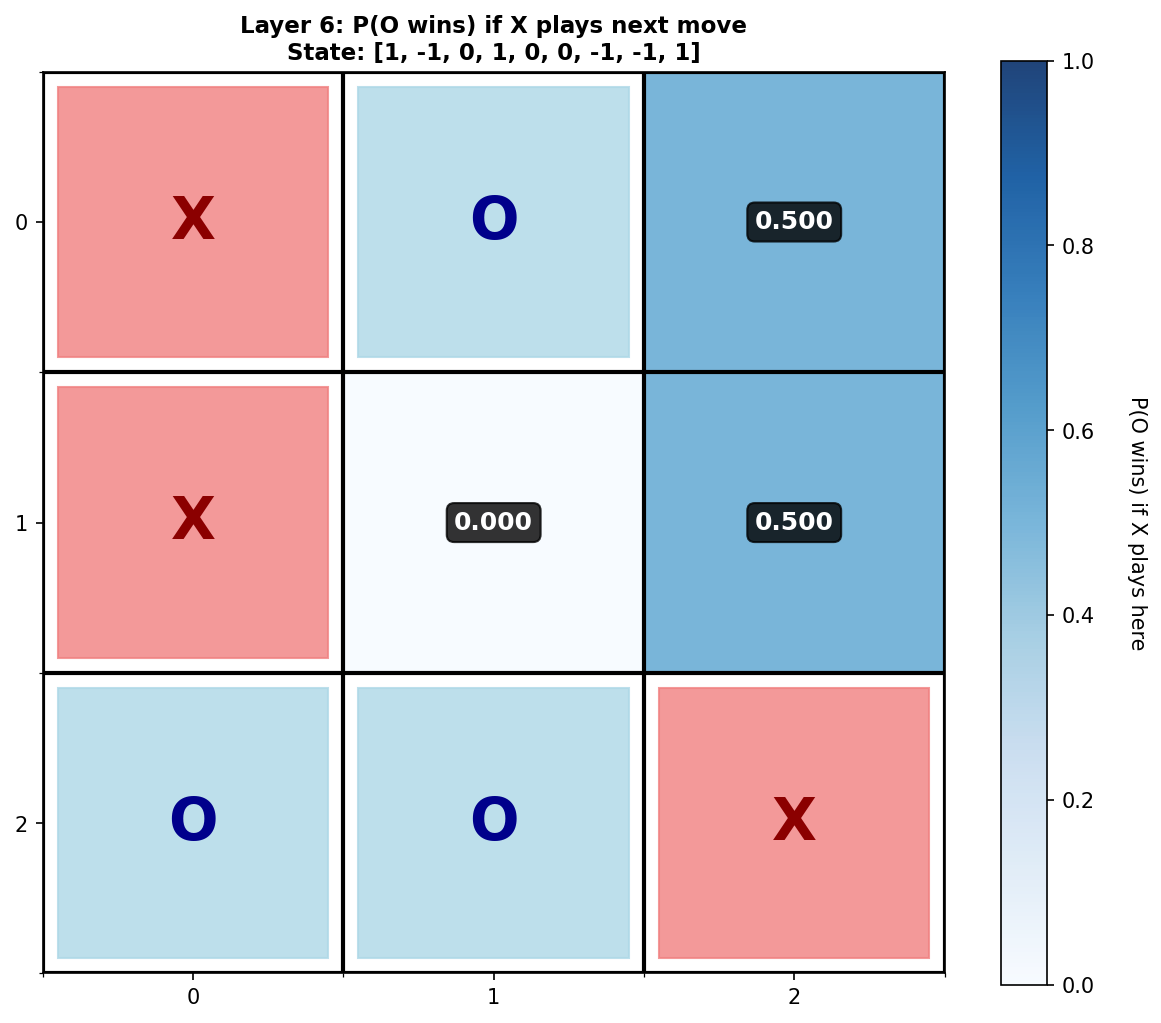 Layer 6: P(O wins) if X plays next move
State: [1, -1, 0, 1, 0, 0, -1, -1, 1]
X
O
0.500
X
0.000
0.500
O
O
X
0
1
2
0
1
2
1.0
0.8
0.6
0.4
0.2
0.0
P(O wins) if X plays here